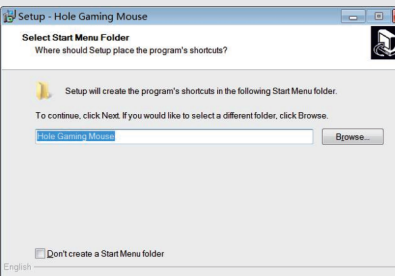 Setup - Hole Gaming Mouse
Select Start Menu Folder
Where should Setup place the program's shortcuts?
Setup will create the program's shortcuts in the following Start Menu folder.
To continue, click Next. If you would like to select a different folder, click Browse.
Hole Gaming Mouse
Browse...
Don't create a Start Menu folder
English